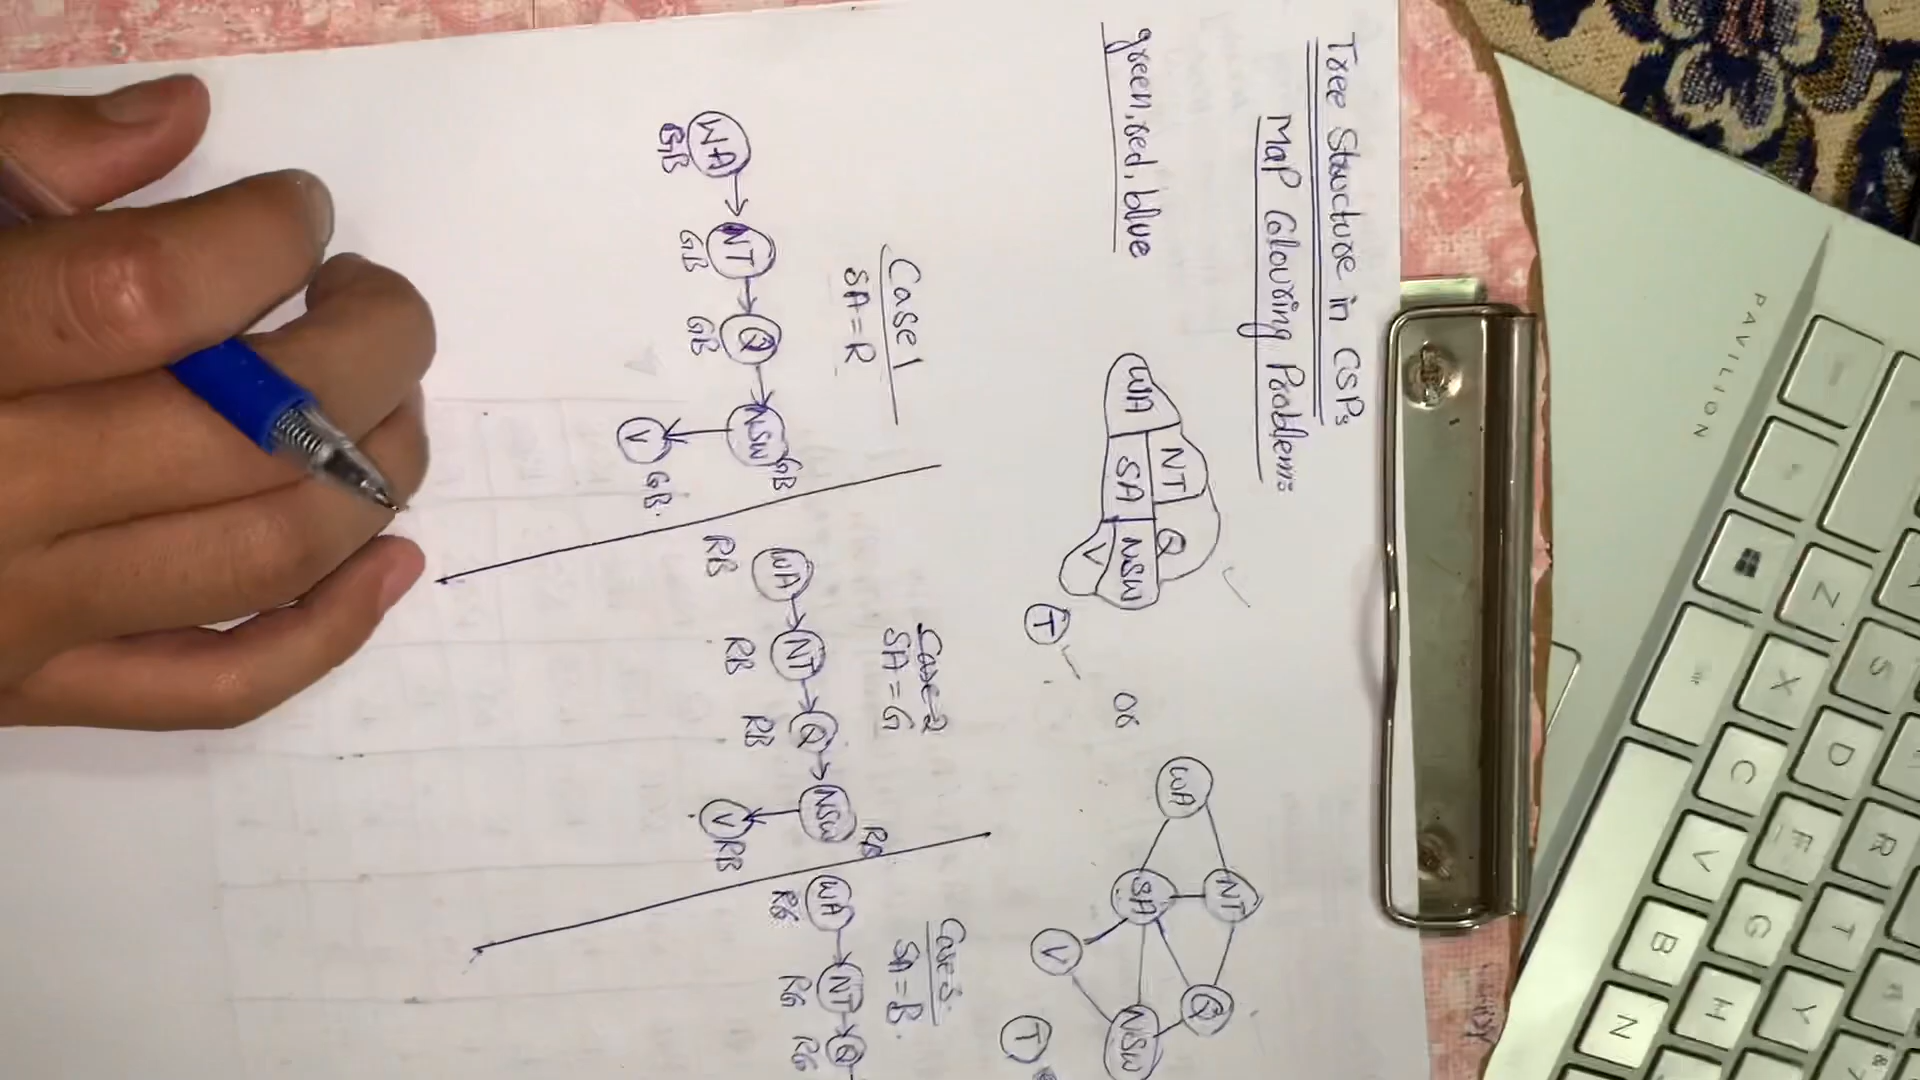 Tree Structure in CSPs
Map Colouring Problem:
green, red, blue
WA
NT
SA
Q
NSW
V
T
or
WA
NT
SA
Q
V
NSW
T
Case 1
SA = R
WA
GB
NT
GB
Q
GB
NSW
GB
V
GB.
Case-2
SA = G
WA
RB
NT
RB
Q
RB
NSW
RB
V
RB
Case 3.
SA = B.
WA
RG
NT
RG
Q
RG
PAVILION
Z
A
X
S
C
D
V
F
R
B
G
T
N
H
Y